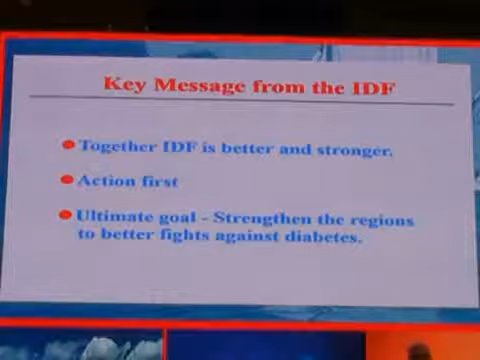 Key Message from the IDF
Together IDF is better and stronger.
Action first
Ultimate goal - Strengthen the regions
to better fights against diabetes.